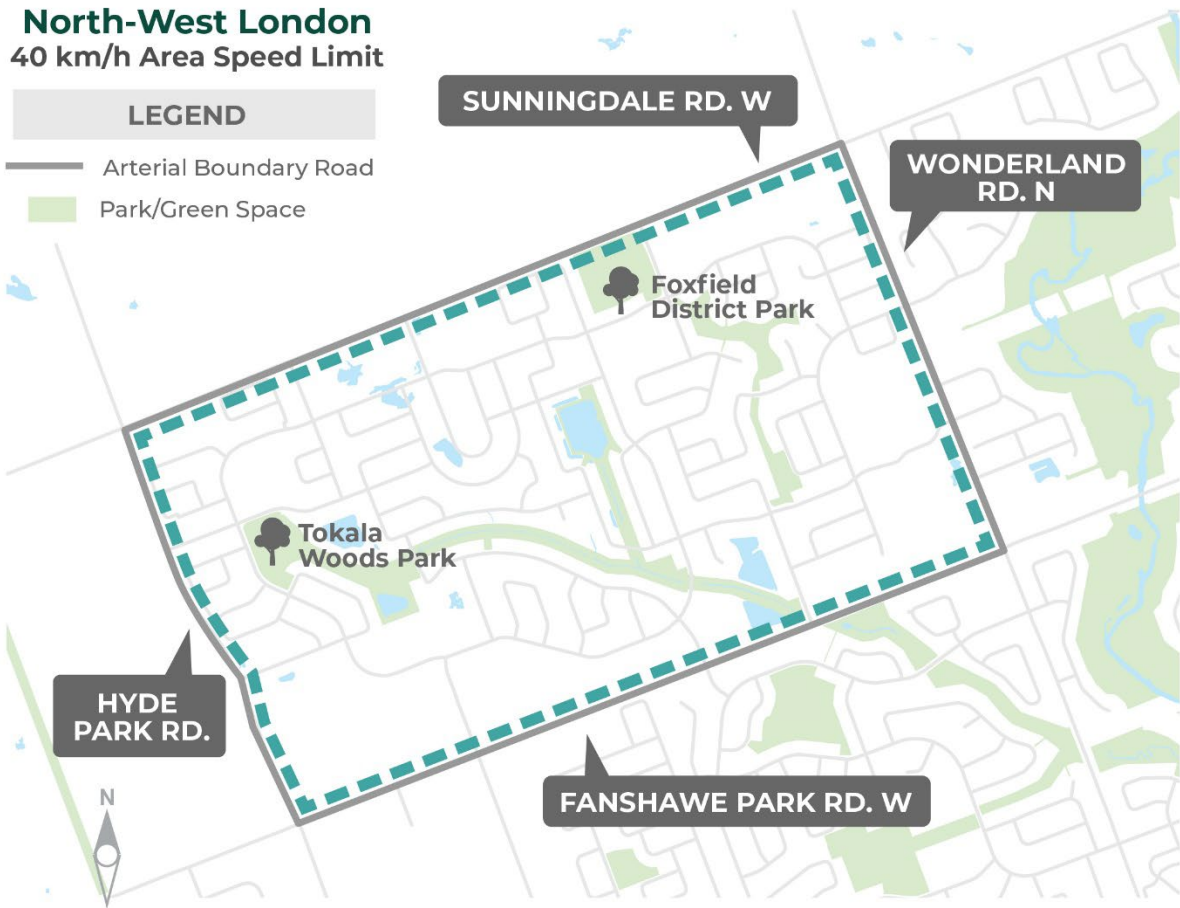 North-West London
40 km/h Area Speed Limit
LEGEND
Arterial Boundary Road
Park/Green Space
SUNNINGDALE RD. W
WONDERLAND
RD. N
Foxfield
District Park
Tokala
Woods Park
HYDE
PARK RD.
FANSHAWE PARK RD. W
N